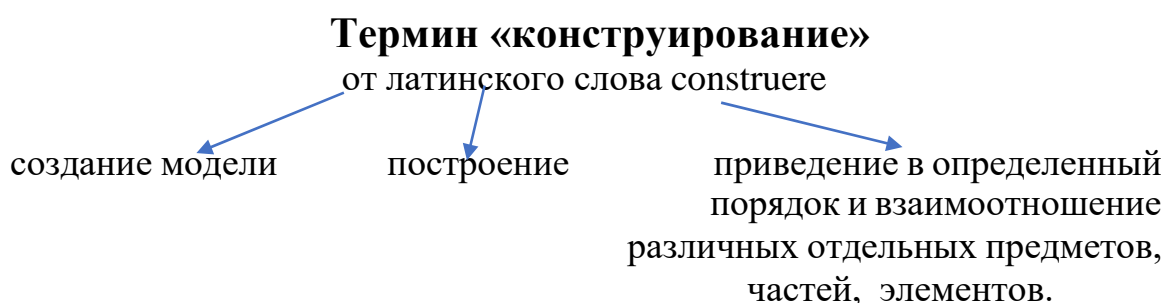 Термин «конструирование»
от латинского слова construere
создание модели
построение
приведение в определенный
порядок и взаимоотношение
различных отдельных предметов,
частей, элементов.